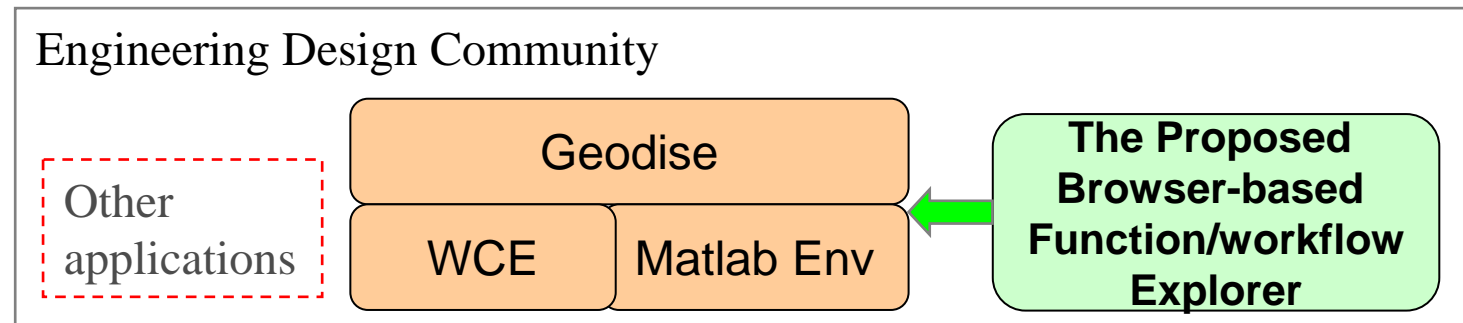 Engineering Design Community
Other
applications
Geodise
WCE
Matlab Env
The Proposed
Browser-based
Function/workflow
Explorer